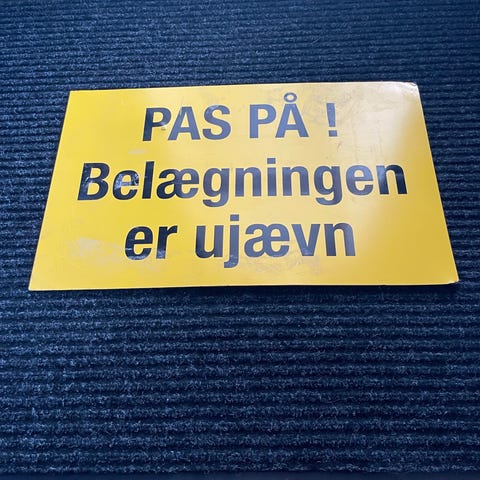 PAS PÅ !
Belægningen
er ujævn